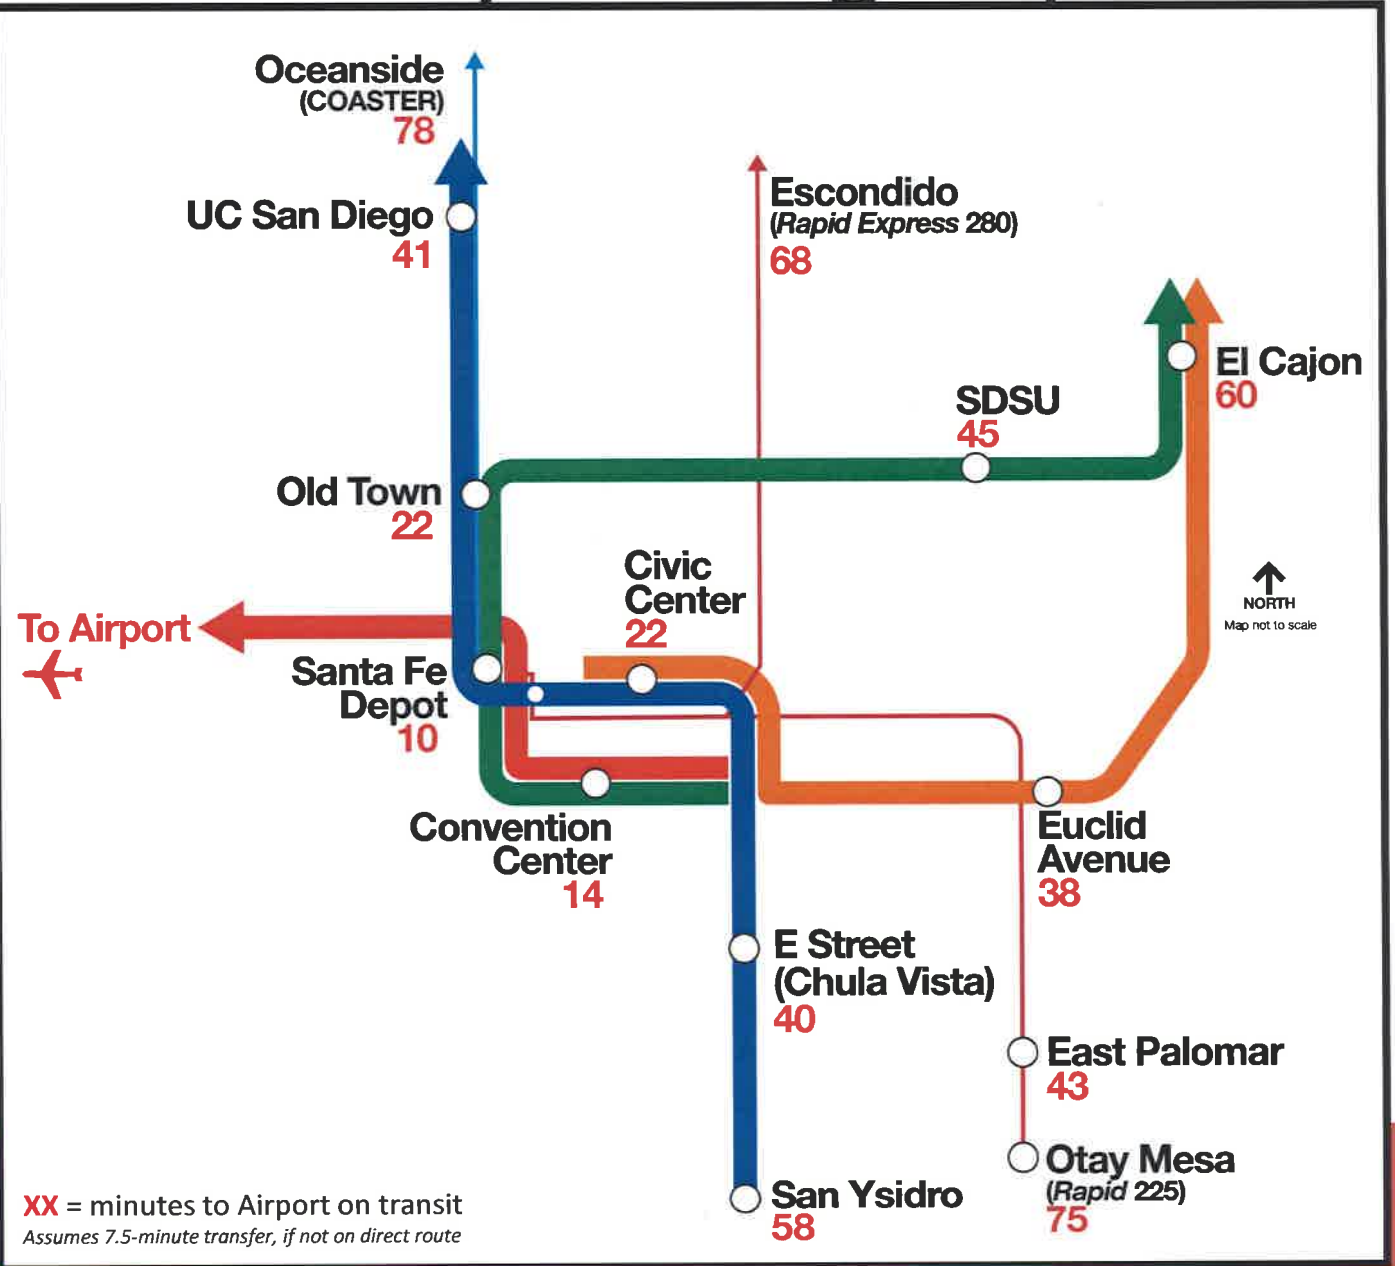 Oceanside
(COASTER)
78
UC San Diego
41
Escondido
(Rapid Express 280)
68
El Cajon
60
SDSU
45
Old Town
22
Civic
Center
22
NORTH
Map not to scale
To Airport
Santa Fe
Depot
10
Convention
Center
14
Euclid
Avenue
38
E Street
(Chula Vista)
40
East Palomar
43
Otay Mesa
(Rapid 225)
75
San Ysidro
58
XX = minutes to Airport on transit
Assumes 7.5-minute transfer, if not on direct route